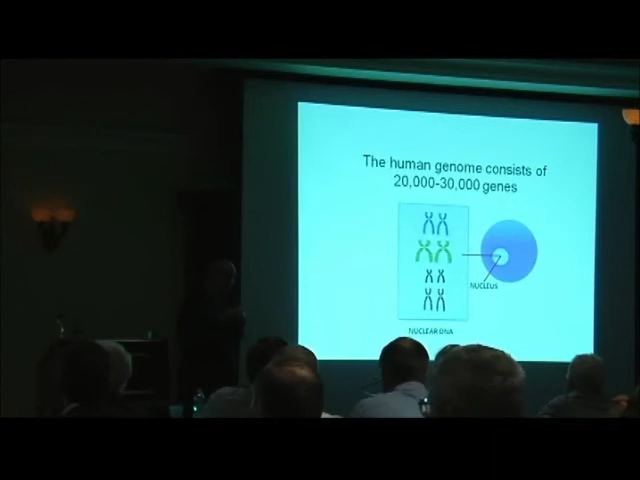 The human genome consists of
20,000-30,000 genes
NUCLEUS
NUCLEAR DNA